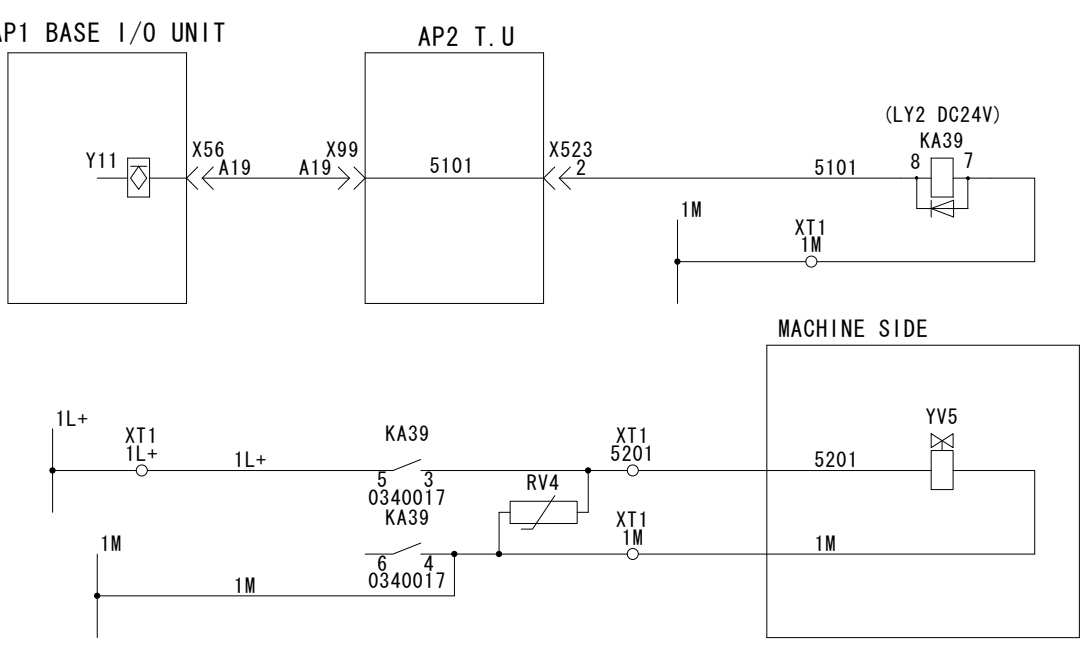 AP1 BASE I/O UNIT
AP2 T.U
(LY2 DC24V)
KA39
Y11
X56
A19
X99
A19
5101
X523
2
5101
8
7
1M
XT1
1M
MACHINE SIDE
1L+
XT1
1L+
1L+
KA39
5
3
0340017
XT1
5201
5201
YV5
RV4
KA39
6
4
0340017
XT1
1M
1M
1M
1M